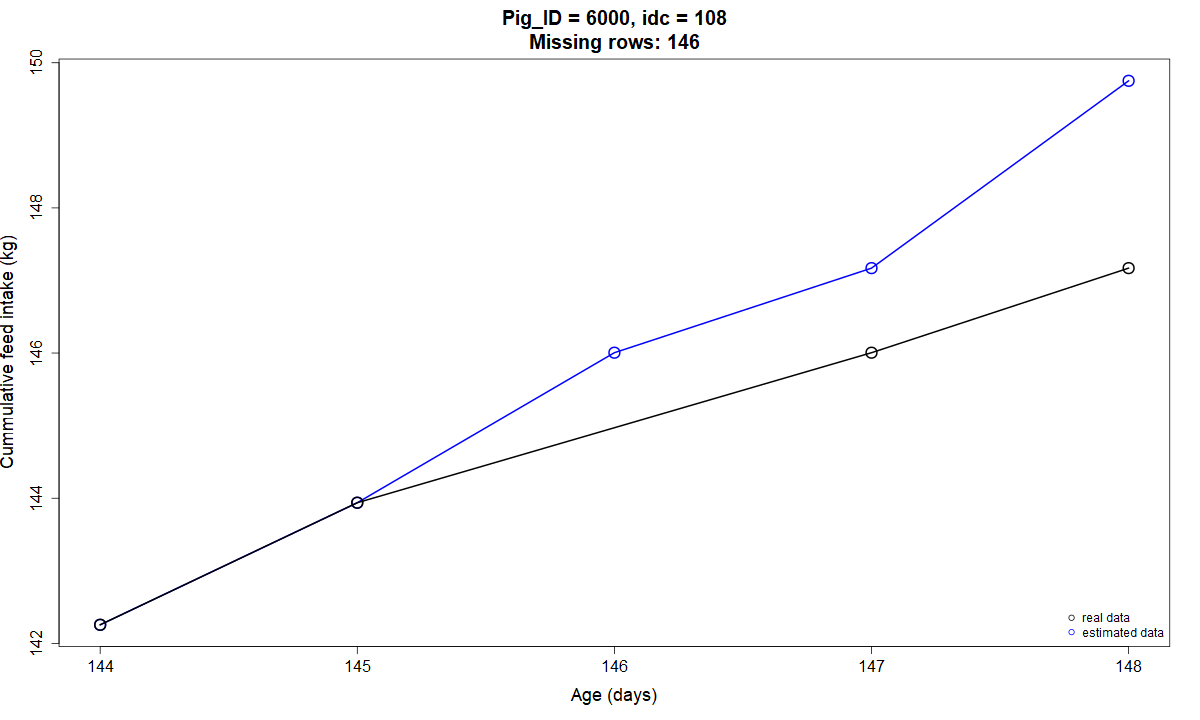 Pig_ID = 6000, idc = 108
Missing rows: 146
Cummulative feed intake (kg)
150
148
146
144
142
144
145
146
147
148
Age (days)
real data
estimated data